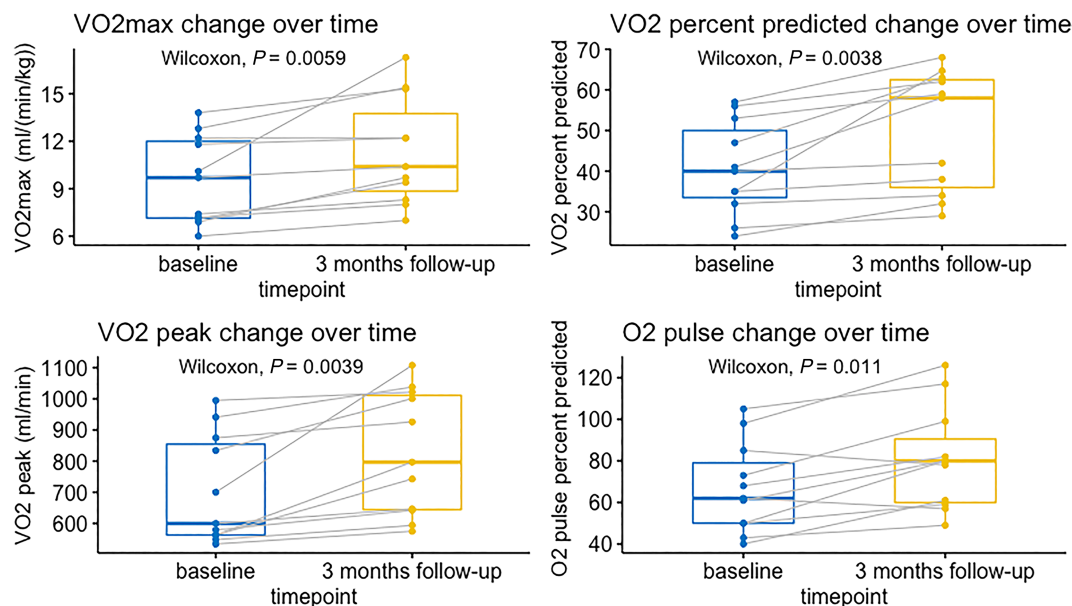 VO2max change over time
Wilcoxon, P = 0.0059
VO2max (ml/(min/kg))
15
12
9
6
baseline
3 months follow-up
timepoint
VO2 percent predicted change over time
Wilcoxon, P = 0.0038
VO2 percent predicted
70
60
50
40
30
baseline
3 months follow-up
timepoint
VO2 peak change over time
Wilcoxon, P = 0.0039
VO2 peak (ml/min)
1100
1000
900
800
700
600
baseline
3 months follow-up
timepoint
O2 pulse change over time
Wilcoxon, P = 0.011
O2 pulse percent predicted
120
100
80
60
40
baseline
3 months follow-up
timepoint